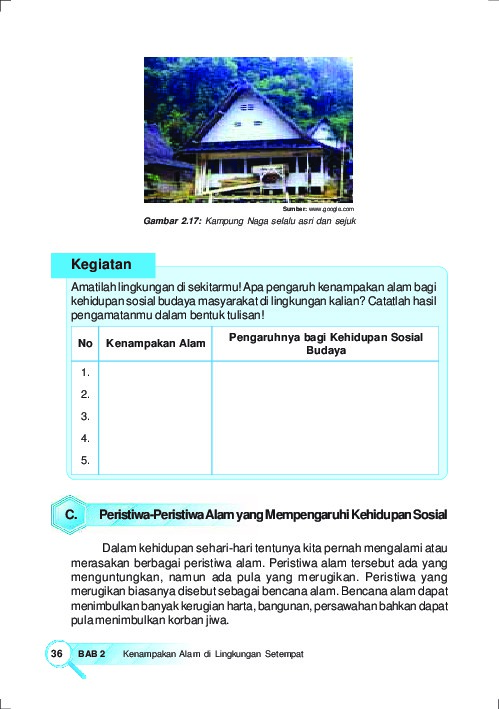 Sumber: www.google.com
Gambar 2.17: Kampung Naga selalu asri dan sejuk
Kegiatan
Amatilah lingkungan di sekitarmu! Apa pengaruh kenampakan alam bagi
kehidupan sosial budaya masyarakat di lingkungan kalian? Catatlah hasil
pengamatanmu dalam bentuk tulisan!
No Kenampakan Alam Pengaruhnya bagi Kehidupan Sosial
Budaya
1.
2.
3.
4.
5.
C. Peristiwa-Peristiwa Alam yang Mempengaruhi Kehidupan Sosial
Dalam kehidupan sehari-hari tentunya kita pernah mengalami atau
merasakan berbagai peristiwa alam. Peristiwa alam tersebut ada yang
menguntungkan, namun ada pula yang merugikan. Peristiwa yang
merugikan biasanya disebut sebagai bencana alam. Bencana alam dapat
menimbulkan banyak kerugian harta, bangunan, persawahan bahkan dapat
pula menimbulkan korban jiwa.
36 BAB 2 Kenampakan Alam di Lingkungan Setempat